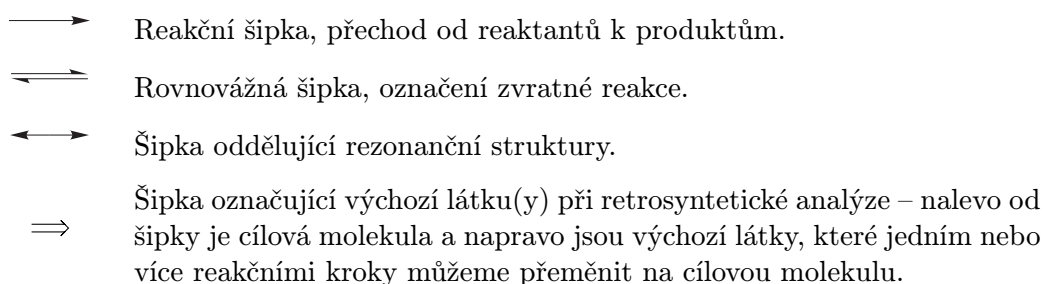 Reakční šipka, přechod od reaktantů k produktům.
Rovnovážná šipka, označení zvratné reakce.
Šipka oddělující rezonanční struktury.
Šipka označující výchozí látku(y) při retrosyntetické analýze – nalevo od
šipky je cílová molekula a napravo jsou výchozí látky, které jedním nebo
více reakčními kroky můžeme přeměnit na cílovou molekulu.